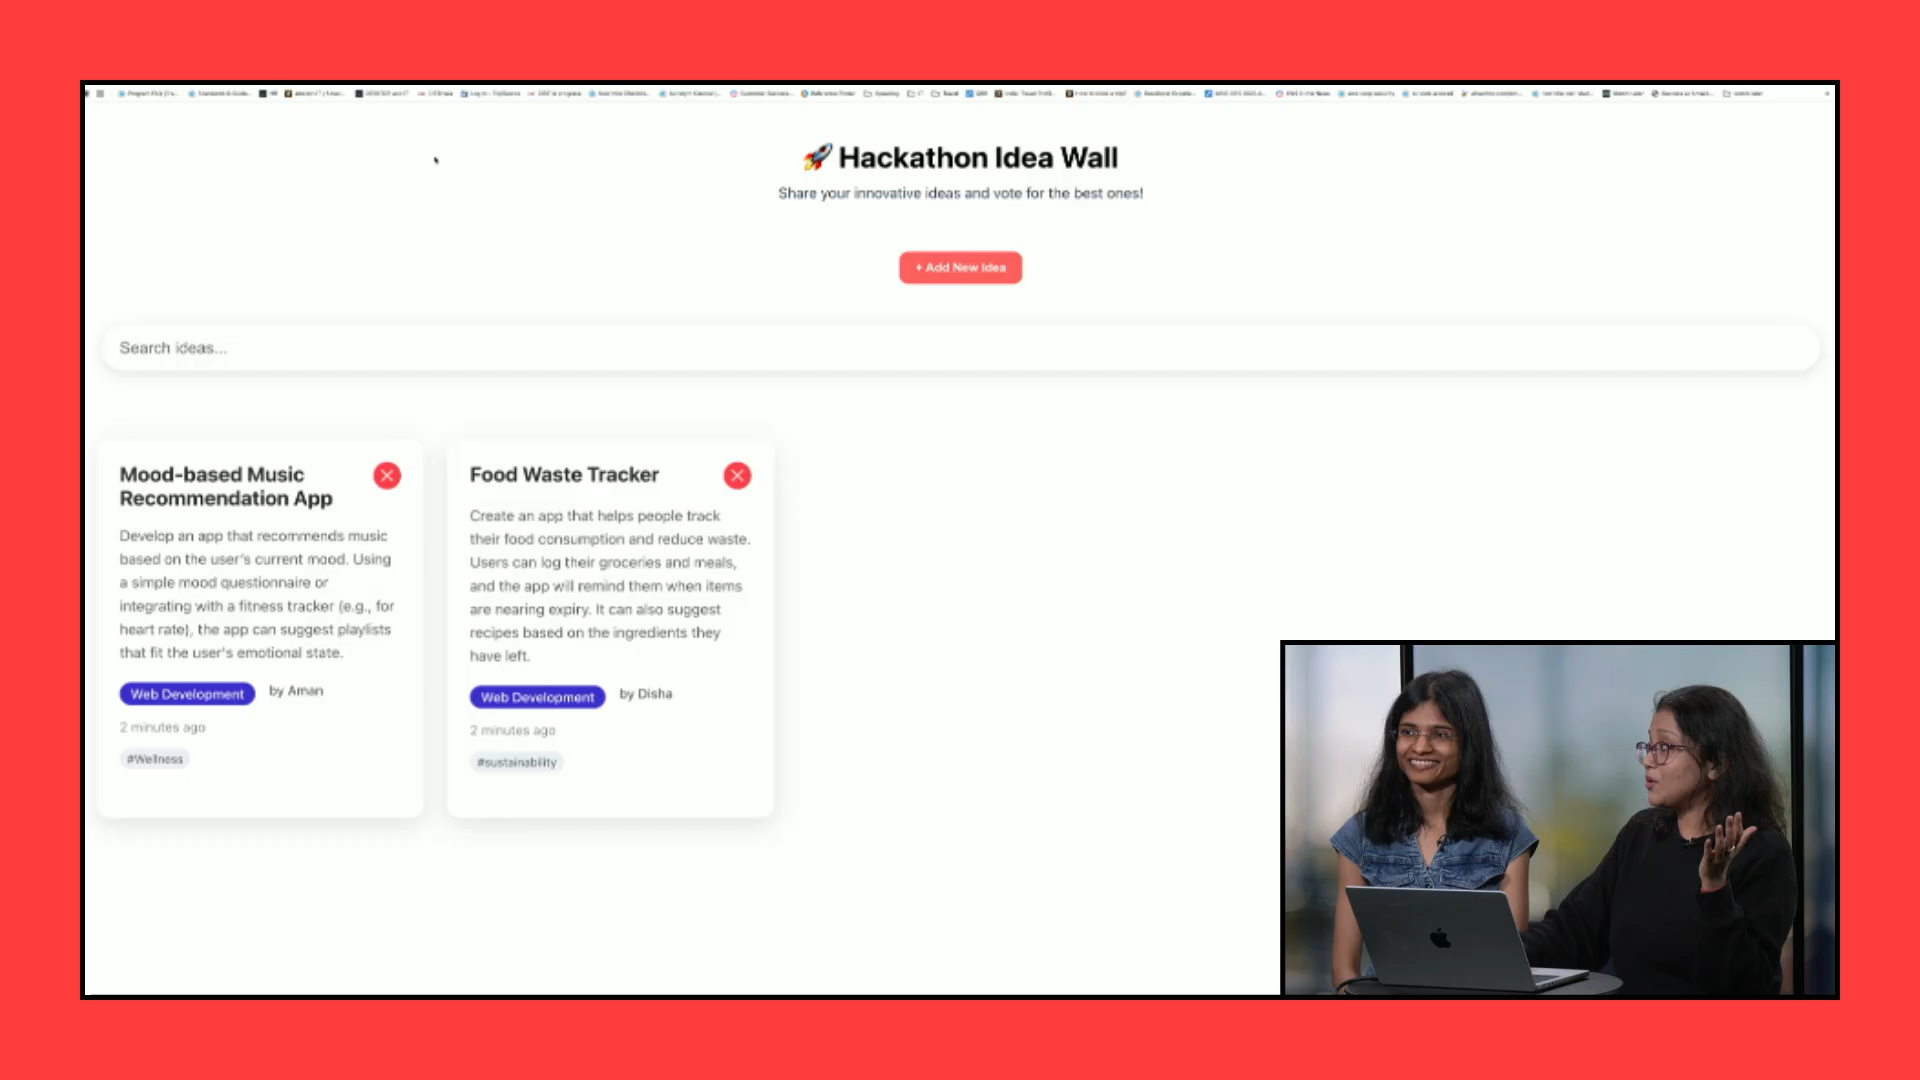 🚀 Hackathon Idea Wall
Share your innovative ideas and vote for the best ones!
+ Add New Idea
Search ideas...
Mood-based Music
Recommendation App
Develop an app that recommends music
based on the user's current mood. Using
a simple mood questionnaire or
integrating with a fitness tracker (e.g., for
heart rate), the app can suggest playlists
that fit the user's emotional state.
Web Development by Aman
2 minutes ago
#Wellness
Food Waste Tracker
Create an app that helps people track
their food consumption and reduce waste.
Users can log their groceries and meals,
and the app will remind them when items
are nearing expiry. It can also suggest
recipes based on the ingredients they
have left.
Web Development by Disha
2 minutes ago
#sustainability